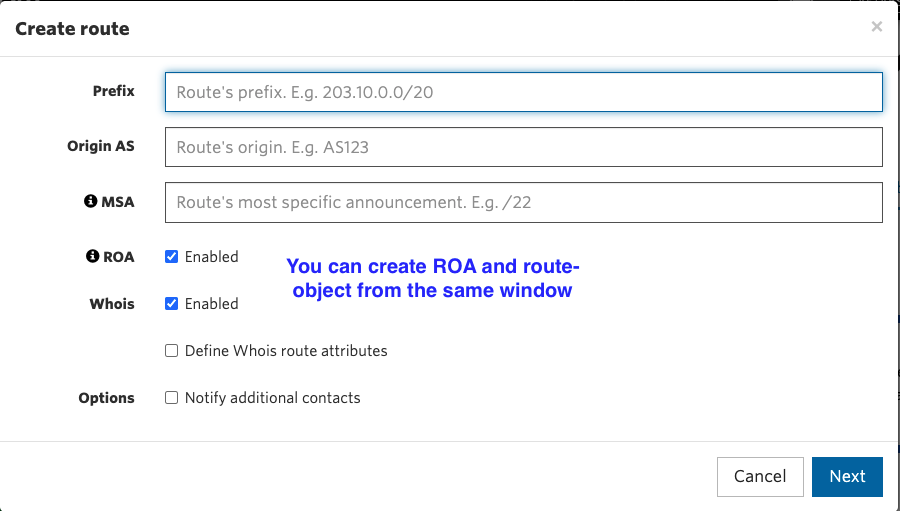 Create route ×
Prefix Route's prefix. E.g. 203.10.0.0/20
Origin AS Route's origin. E.g. AS123
MSA Route's most specific announcement. E.g. /22
ROA Enabled
You can create ROA and route-
object from the same window
Whois Enabled
Define Whois route attributes
Options Notify additional contacts
Cancel Next